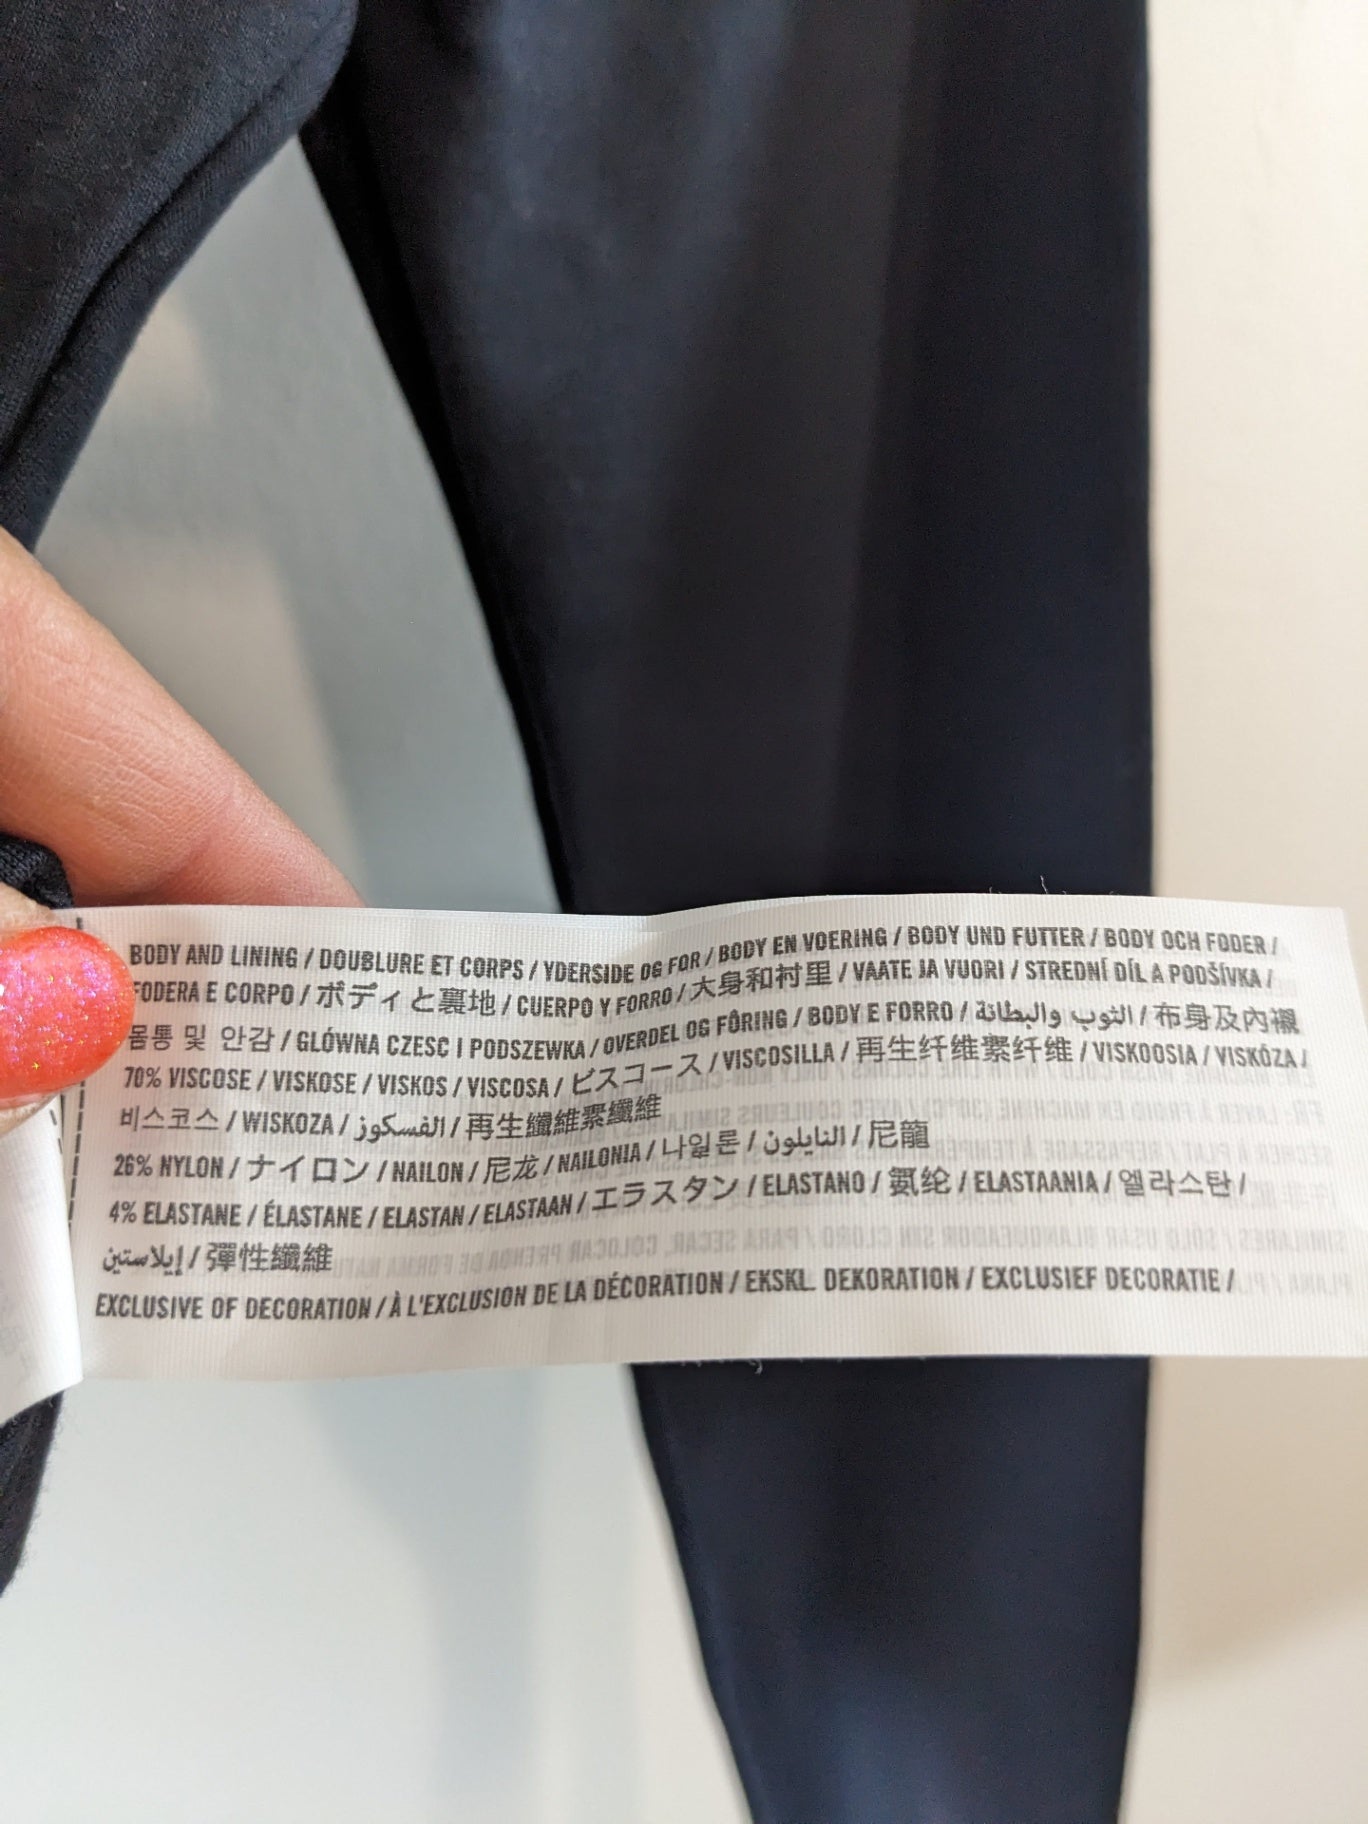 BODY AND LINING / DOUBLURE ET CORPS / YDERSIDE OG FOR / BODY EN VOERING / BODY UND FUTTER / BODY OCH FODER /
FODERA E CORPO / ボディと裏地 / CUERPO Y FORRO / 大身和衬里 / VAATE JA VUORI / STREDNÍ DÍL A PODŠÍVKA /
몸통 및 안감 / GLÓWNA CZESC I PODSZEWKA / OVERDEL OG FÔRING / BODY E FORRO / الثوب والبطانة / 布身及內襯
70% VISCOSE / VISKOSE / VISKOS / VISCOSA / ビスコース / VISCOSILLA / 再生纤维素纤维 / VISKOOSIA / VISKÓZA /
비스코스 / WISKOZA / الفسكوز / 再生纖維素纖維
26% NYLON / ナイロン / NAILON / 尼龙 / NAILONIA / 나일론 / النايلون / 尼龍
4% ELASTANE / ÉLASTANE / ELASTAN / ELASTAAN / エラスタン / ELASTANO / 氨纶 / ELASTAANIA / 엘라스탄 /
إيلاستين / 彈性纖維
EXCLUSIVE OF DECORATION / À L'EXCLUSION DE LA DÉCORATION / EKSKL. DEKORATION / EXCLUSIEF DECORATIE /